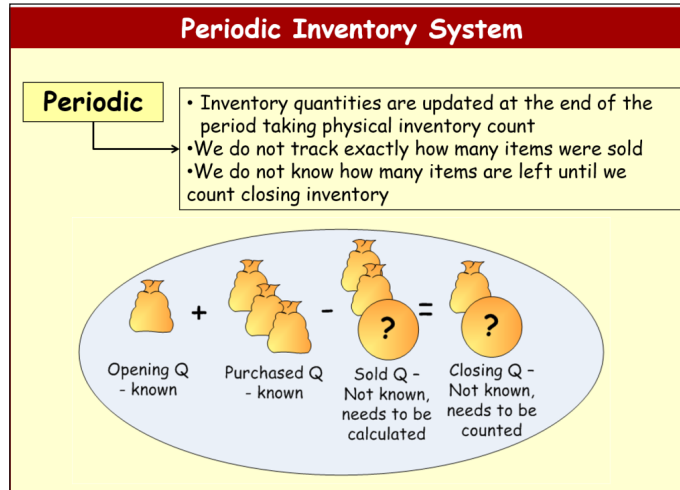 Periodic Inventory System
Periodic
• Inventory quantities are updated at the end of the
period taking physical inventory count
•We do not track exactly how many items were sold
•We do not know how many items are left until we
count closing inventory
+
-
?
=
?
Opening Q
- known
Purchased Q
- known
Sold Q –
Not known,
needs to be
calculated
Closing Q –
Not known,
needs to be
counted